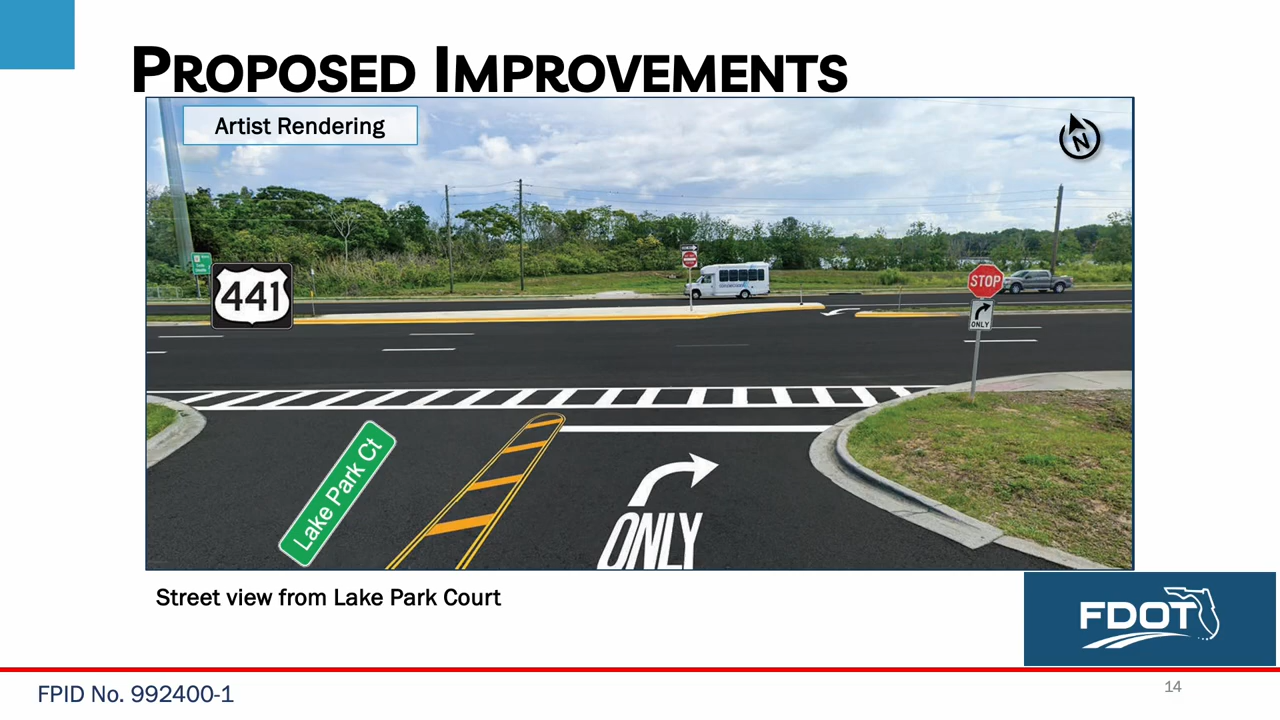 PROPOSED IMPROVEMENTS
Artist Rendering
N
441
STOP
ONLY
Lake Park Ct
ONLY
Street view from Lake Park Court
FDOT
FPID No. 992400-1
14